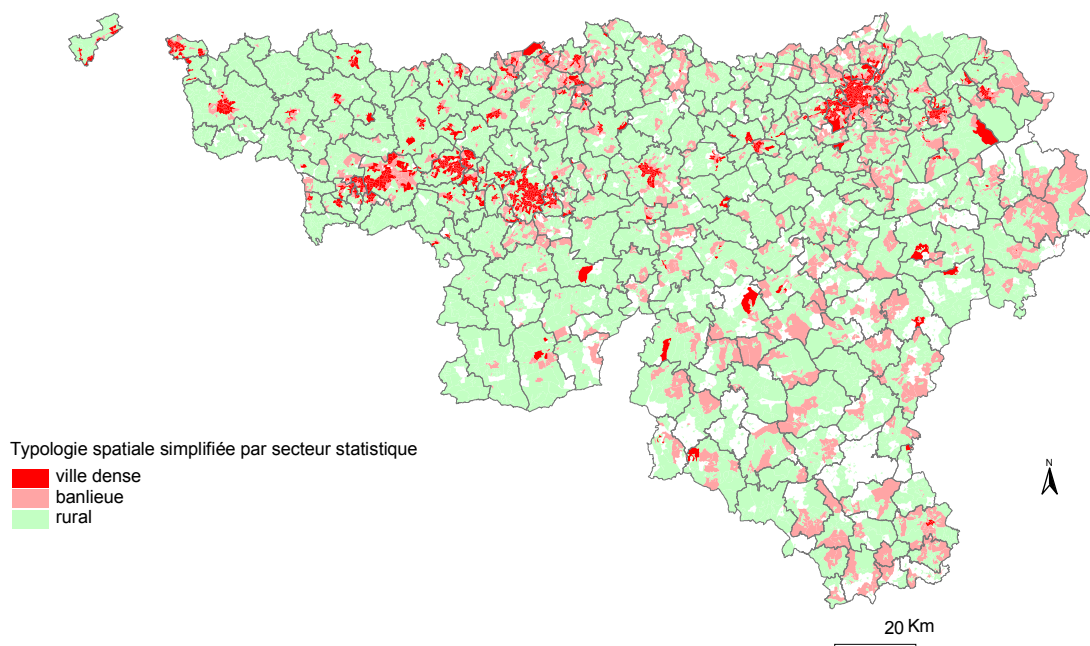 Typologie spatiale simplifiée par secteur statistique
ville dense
banlieue
rural
N
20 Km